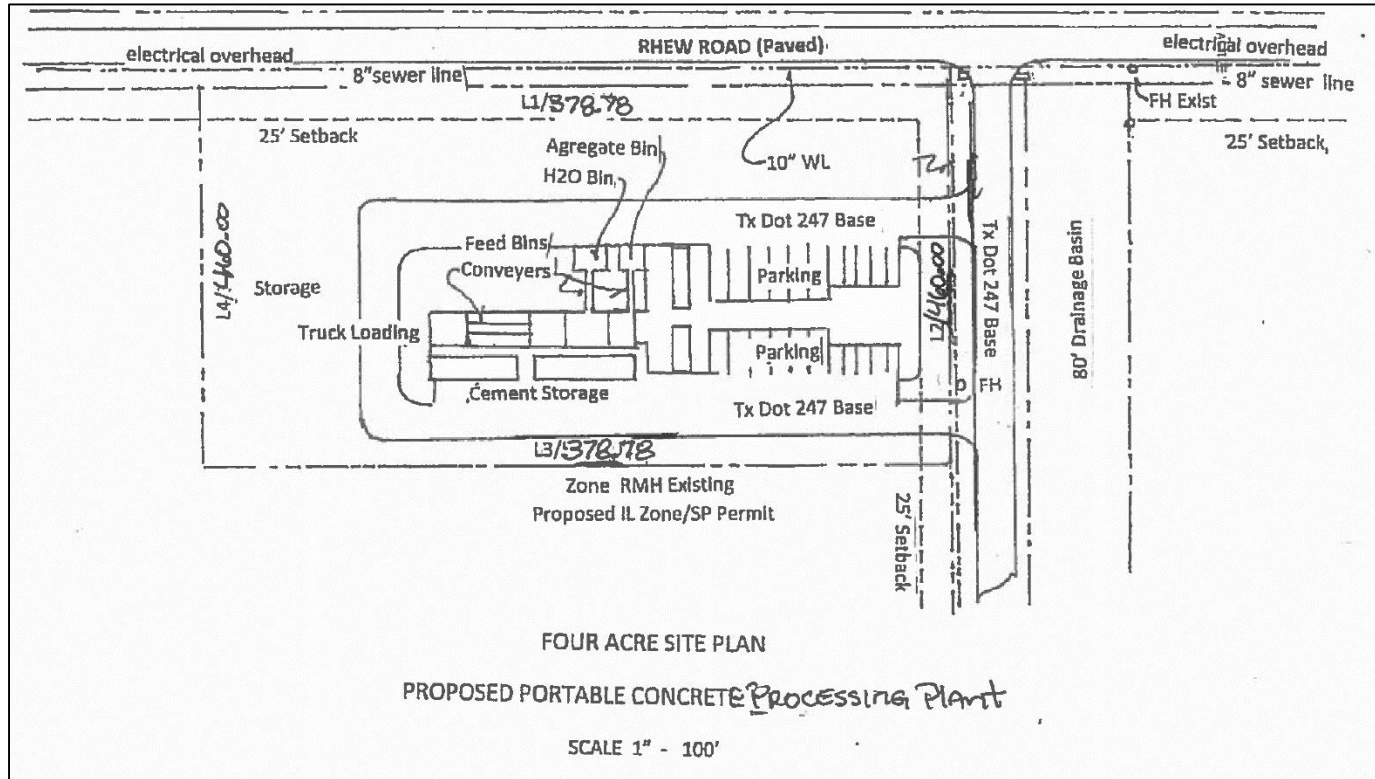 RHEW ROAD (Paved)
electrical overhead
electrical overhead
8" sewer line
8" sewer line
L1/378.78
FH Exist
25' Setback
25' Setback,
Agregate Bin
10" WL
H2O Bin
Tx Dot 247 Base
Feed Bins
Conveyers
Parking
L4/460.00
Storage
Truck Loading
L2/460.00
Tx Dot 247 Base
80' Drainage Basin
Parking
FH
Cement Storage
Tx Dot 247 Base
L3/378.78
Zone RMH Existing
Proposed IL Zone/SP Permit
25' Setback
FOUR ACRE SITE PLAN
PROPOSED PORTABLE CONCRETE PROCESSING PLANT
SCALE 1" - 100'